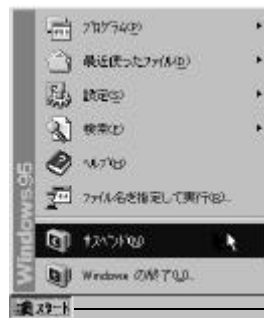 プログラム(P)
最近使ったファイル(D)
設定(S)
検索(F)
ヘルプ(H)
ファイル名を指定して実行(R)...
サスペンド(U)
Windows の終了(U)...
Windows95
スタート